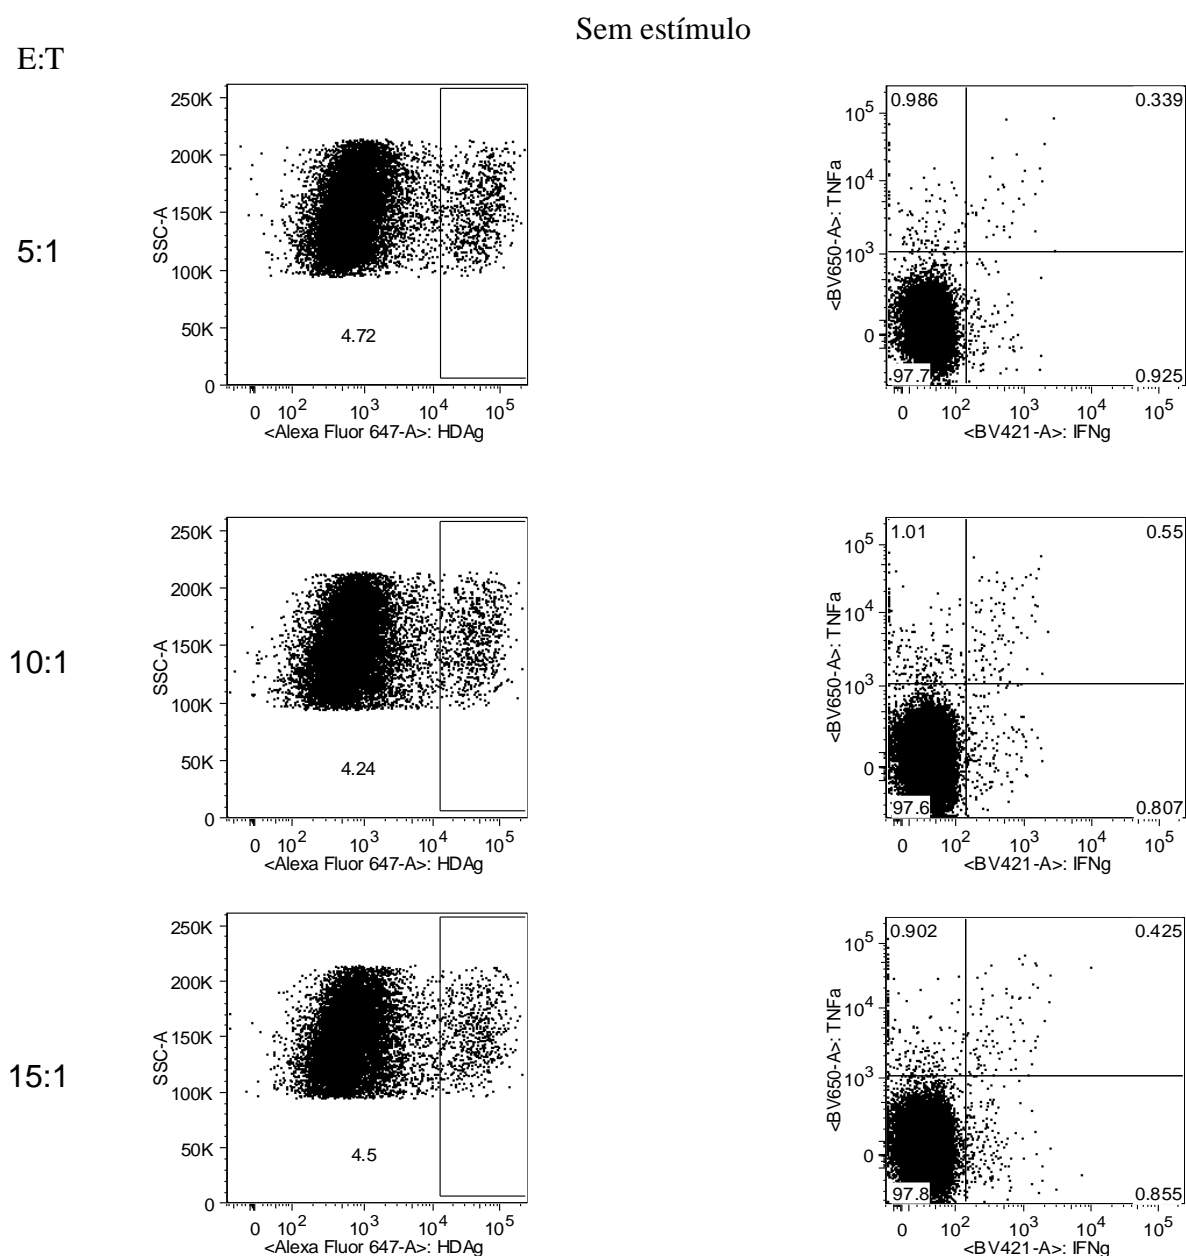 Sem estímulo
E:T
5:1
250K
200K
150K
100K
50K
0
SSC-A
4.72
0 10^2 10^3 10^4 10^5
<Alexa Fluor 647-A>: HDAg
0.986 0.339
10^5
10^4
10^3
0
<BV650-A>: TNFa
97.7 0.925
0 10^2 10^3 10^4 10^5
<BV421-A>: IFNg
10:1
250K
200K
150K
100K
50K
0
SSC-A
4.24
0 10^2 10^3 10^4 10^5
<Alexa Fluor 647-A>: HDAg
1.01 0.55
10^5
10^4
10^3
0
<BV650-A>: TNFa
97.6 0.807
0 10^2 10^3 10^4 10^5
<BV421-A>: IFNg
15:1
250K
200K
150K
100K
50K
0
SSC-A
4.5
0 10^2 10^3 10^4 10^5
<Alexa Fluor 647-A>: HDAg
0.902 0.425
10^5
10^4
10^3
0
<BV650-A>: TNFa
97.8 0.855
0 10^2 10^3 10^4 10^5
<BV421-A>: IFNg